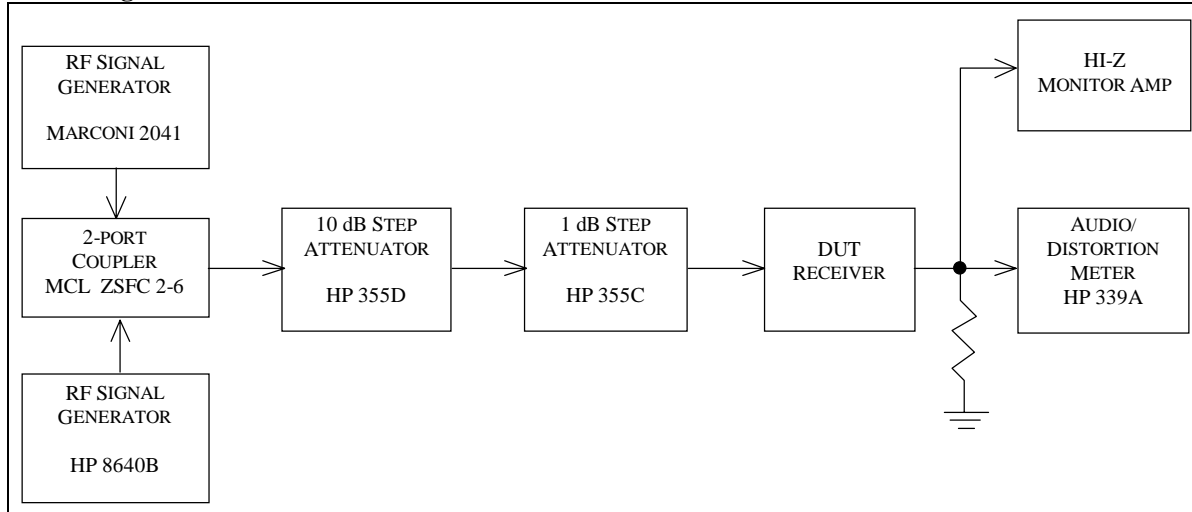 RF SIGNAL
GENERATOR
MARCONI 2041
2-PORT
COUPLER
MCL ZSFC 2-6
RF SIGNAL
GENERATOR
HP 8640B
10 dB STEP
ATTENUATOR
HP 355D
1 dB STEP
ATTENUATOR
HP 355C
DUT
RECEIVER
HI-Z
MONITOR AMP
AUDIO/
DISTORTION
METER
HP 339A